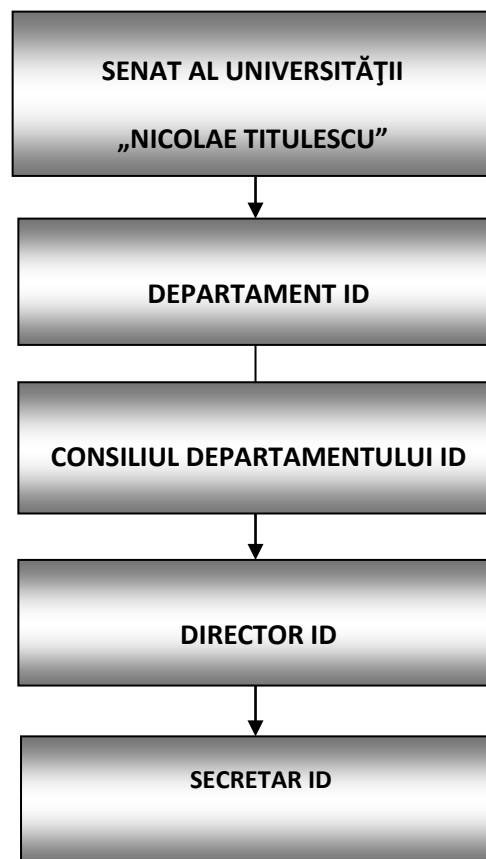 SENAT AL UNIVERSITĂŢII
„NICOLAE TITULESCU”
DEPARTAMENT ID
CONSILIUL DEPARTAMENTULUI ID
DIRECTOR ID
SECRETAR ID